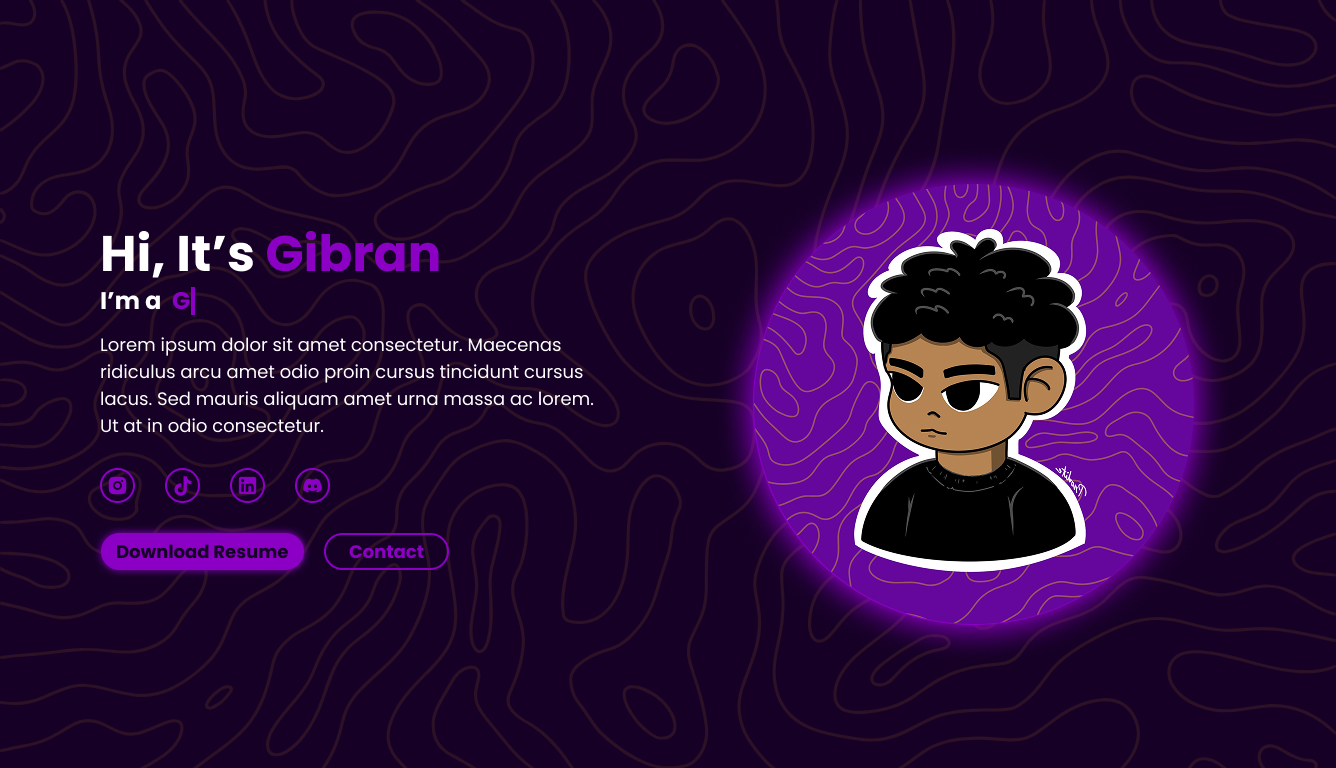 Hi, It’s Gibran
I’m a G|
Lorem ipsum dolor sit amet consectetur. Maecenas
ridiculus arcu amet odio proin cursus tincidunt cursus
lacus. Sed mauris aliquam amet urna massa ac lorem.
Ut at in odio consectetur.
Download Resume
Contact